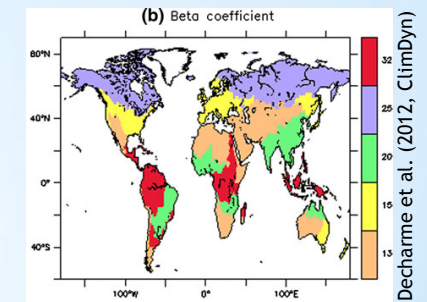 (b) Beta coefficient
80°N
40°N
0°
40°S
100°W
0°
100°E
32
25
20
15
13
Decharme et al. (2012, ClimDyn)